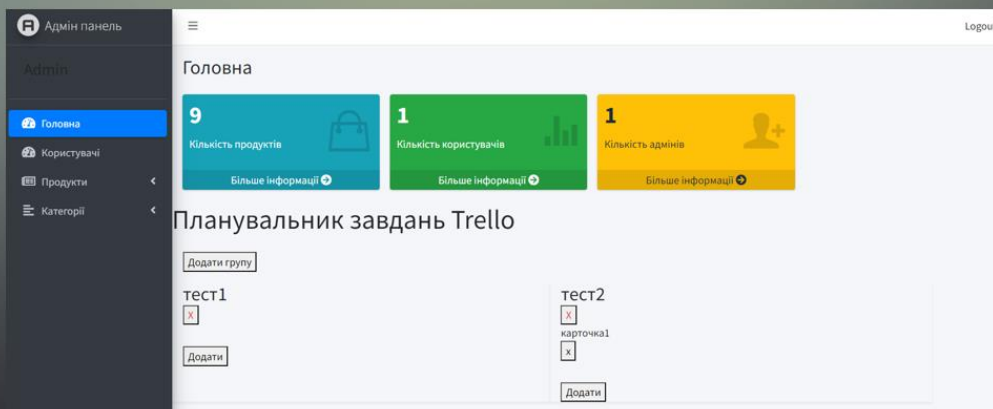 Адмін панель
Logou
Admin
Головна
Користувачі
Продукти
Категорії
Головна
9
Кількість продуктів
Більше інформації
1
Кількість користувачів
Більше інформації
1
Кількість адмінів
Більше інформації
Планувальник завдань Trello
Додати групу
тест1
X
Додати
тест2
X
карточка1
x
Додати